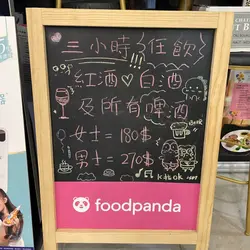 三小時任飲
紅酒、白酒
及所有啤酒
女士 = 180$
男士 = 270$
foodpanda